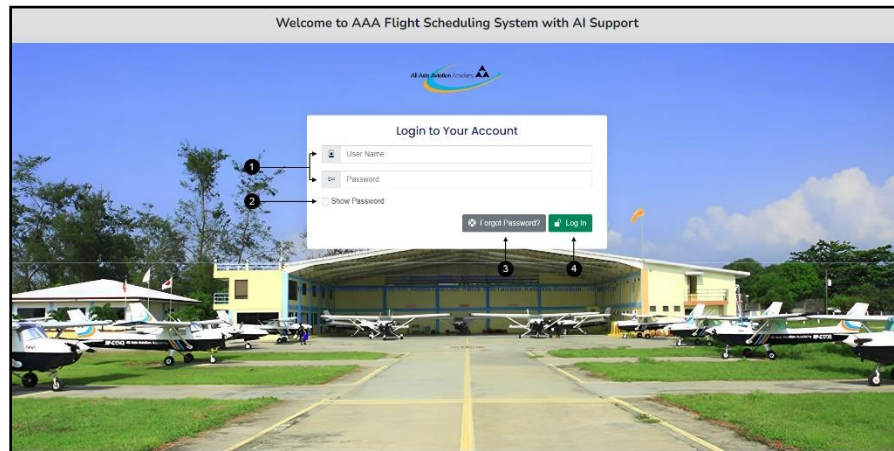 Welcome to AAA Flight Scheduling System with AI Support
All Asia Aviation Academy
Login to Your Account
1
User Name
Password
2
Show Password
Forgot Password?
Log In
3
4